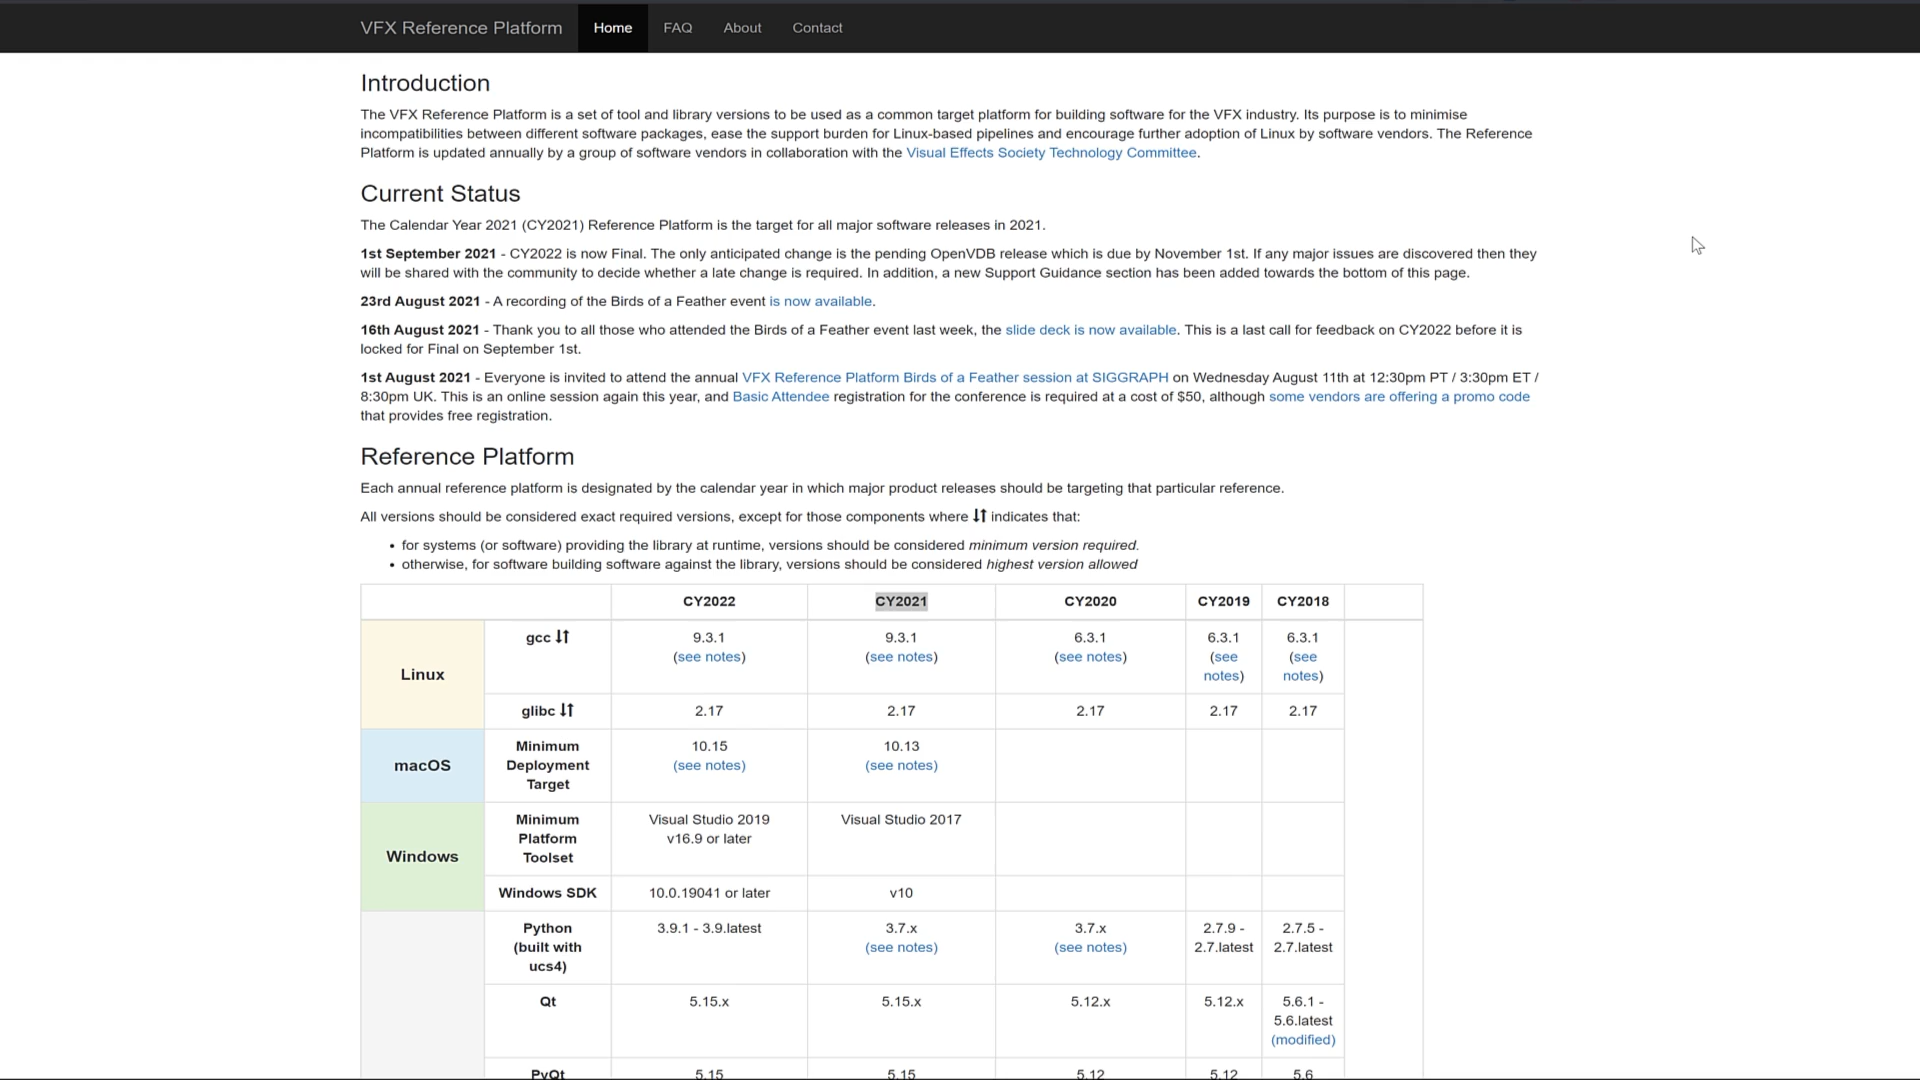 VFX Reference Platform
Home
FAQ
About
Contact
Introduction
The VFX Reference Platform is a set of tool and library versions to be used as a common target platform for building software for the VFX industry. Its purpose is to minimise
incompatibilities between different software packages, ease the support burden for Linux-based pipelines and encourage further adoption of Linux by software vendors. The Reference
Platform is updated annually by a group of software vendors in collaboration with the Visual Effects Society Technology Committee.
Current Status
The Calendar Year 2021 (CY2021) Reference Platform is the target for all major software releases in 2021.
1st September 2021 - CY2022 is now Final. The only anticipated change is the pending OpenVDB release which is due by November 1st. If any major issues are discovered then they
will be shared with the community to decide whether a late change is required. In addition, a new Support Guidance section has been added towards the bottom of this page.
23rd August 2021 - A recording of the Birds of a Feather event is now available.
16th August 2021 - Thank you to all those who attended the Birds of a Feather event last week, the slide deck is now available. This is a last call for feedback on CY2022 before it is
locked for Final on September 1st.
1st August 2021 - Everyone is invited to attend the annual VFX Reference Platform Birds of a Feather session at SIGGRAPH on Wednesday August 11th at 12:30pm PT / 3:30pm ET /
8:30pm UK. This is an online session again this year, and Basic Attendee registration for the conference is required at a cost of $50, although some vendors are offering a promo code
that provides free registration.
Reference Platform
Each annual reference platform is designated by the calendar year in which major product releases should be targeting that particular reference.
All versions should be considered exact required versions, except for those components where ↓↑ indicates that:
• for systems (or software) providing the library at runtime, versions should be considered minimum version required.
• otherwise, for software building software against the library, versions should be considered highest version allowed
CY2022 CY2021 CY2020 CY2019 CY2018
Linux
gcc ↓↑
9.3.1
(see notes)
9.3.1
(see notes)
6.3.1
(see notes)
6.3.1
(see
notes)
6.3.1
(see
notes)
glibc ↓↑
2.17
2.17
2.17
2.17
2.17
macOS
Minimum
Deployment
Target
10.15
(see notes)
10.13
(see notes)
Windows
Minimum
Platform
Toolset
Visual Studio 2019
v16.9 or later
Visual Studio 2017
Windows SDK
10.0.19041 or later
v10
Python
(built with
ucs4)
3.9.1 - 3.9.latest
3.7.x
(see notes)
3.7.x
(see notes)
2.7.9 -
2.7.latest
2.7.5 -
2.7.latest
Qt
5.15.x
5.15.x
5.12.x
5.12.x
5.6.1 -
5.6.latest
(modified)
PyQt
5.15
5.15
5.12
5.12
5.6